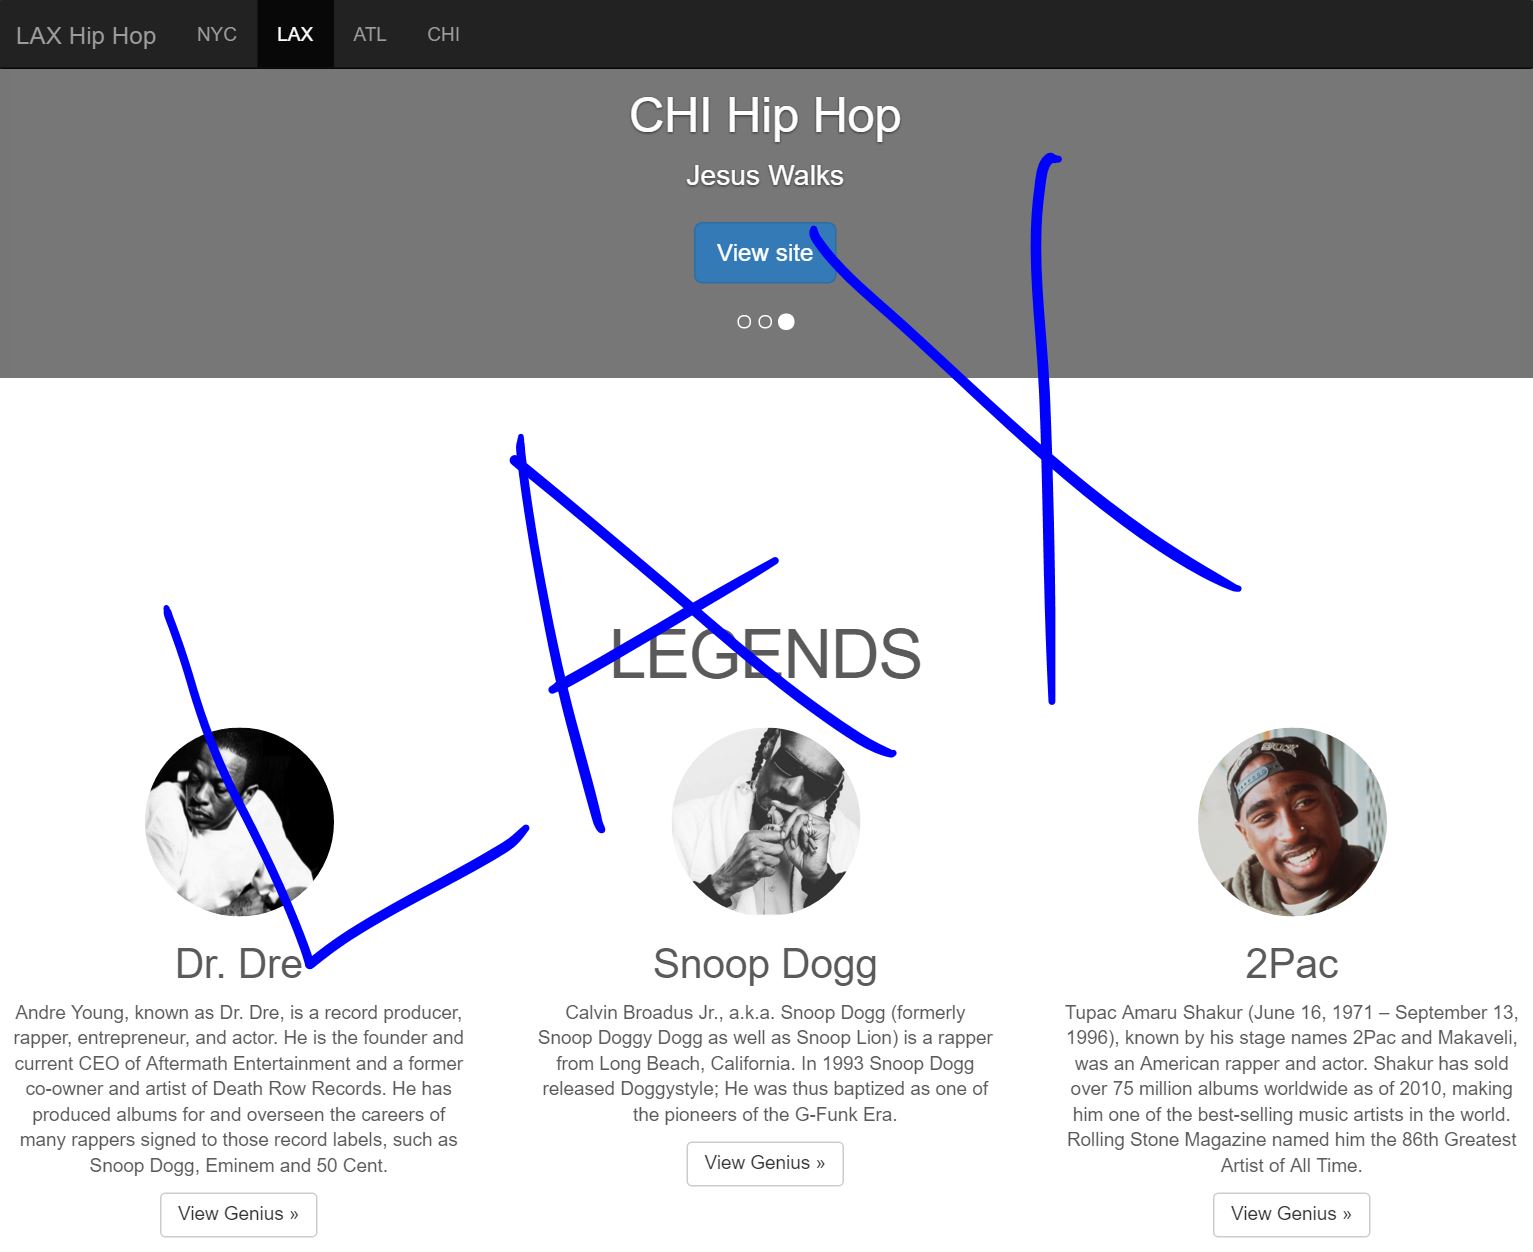 LAX Hip Hop NYC LAX ATL CHI
CHI Hip Hop
Jesus Walks
View site
LAX
LEGENDS
Dr. Dre
Andre Young, known as Dr. Dre, is a record producer,
rapper, entrepreneur, and actor. He is the founder and
current CEO of Aftermath Entertainment and a former
co-owner and artist of Death Row Records. He has
produced albums for and overseen the careers of
many rappers signed to those record labels, such as
Snoop Dogg, Eminem and 50 Cent.
View Genius »
Snoop Dogg
Calvin Broadus Jr., a.k.a. Snoop Dogg (formerly
Snoop Doggy Dogg as well as Snoop Lion) is a rapper
from Long Beach, California. In 1993 Snoop Dogg
released Doggystyle; He was thus baptized as one of
the pioneers of the G-Funk Era.
View Genius »
2Pac
Tupac Amaru Shakur (June 16, 1971 – September 13,
1996), known by his stage names 2Pac and Makaveli,
was an American rapper and actor. Shakur has sold
over 75 million albums worldwide as of 2010, making
him one of the best-selling music artists in the world.
Rolling Stone Magazine named him the 86th Greatest
Artist of All Time.
View Genius »